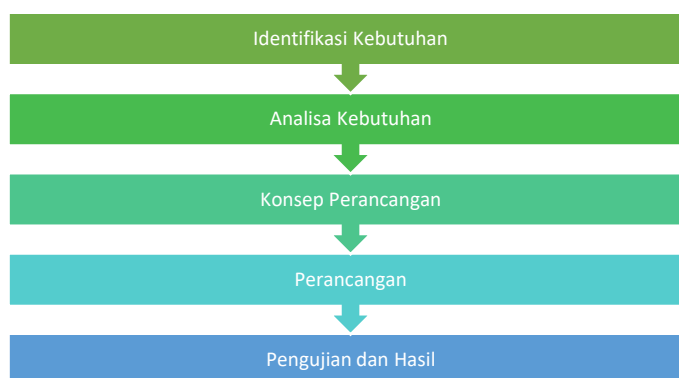 Identifikasi Kebutuhan
Analisa Kebutuhan
Konsep Perancangan
Perancangan
Pengujian dan Hasil